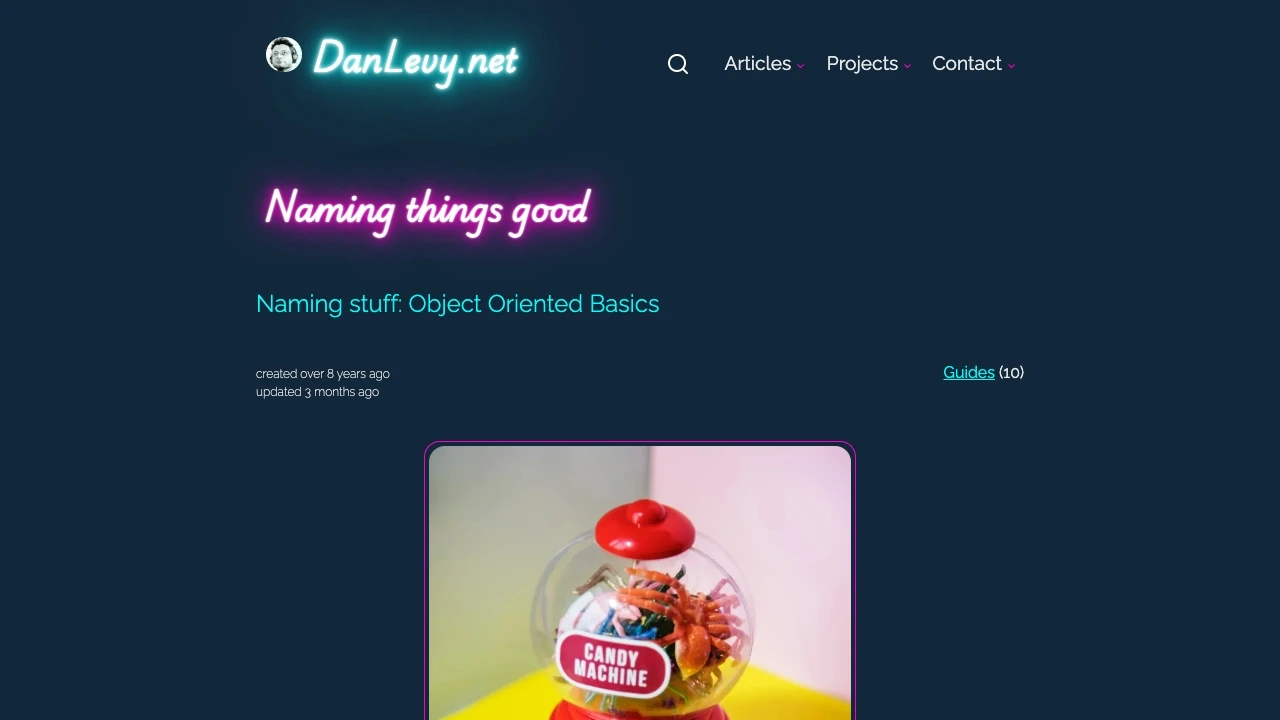 DanLevy.net
Articles
Projects
Contact
Naming things good
Naming stuff: Object Oriented Basics
created over 8 years ago
updated 3 months ago
Guides (10)
CANDY
MACHINE